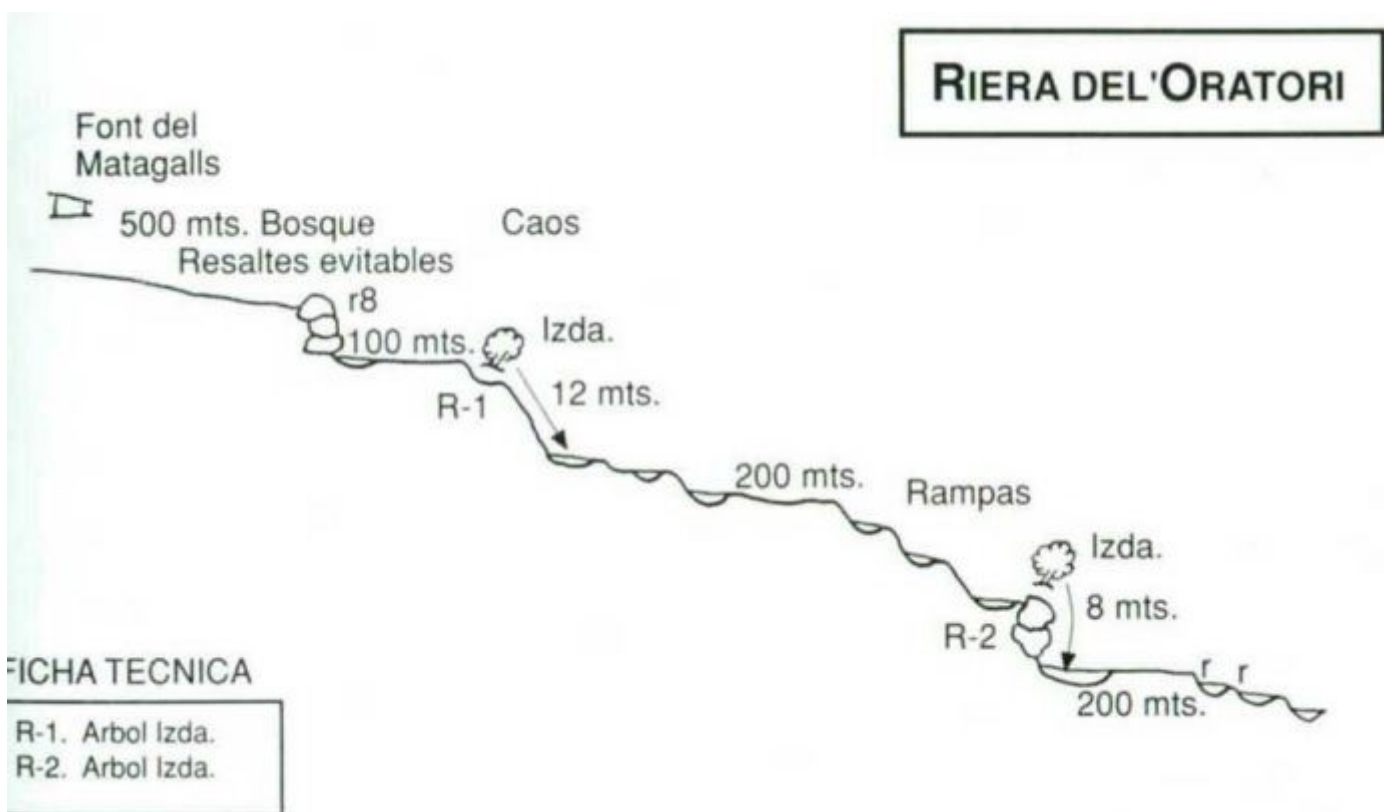 RIERA DEL'ORATORI
Font del
Matagalls
500 mts. Bosque
Caos
Resaltes evitables
r8
100 mts.
Izda.
R-1
12 mts.
200 mts.
Rampas
Izda.
8 mts.
R-2
r r
200 mts.
FICHA TECNICA
R-1. Arbol Izda.
R-2. Arbol Izda.